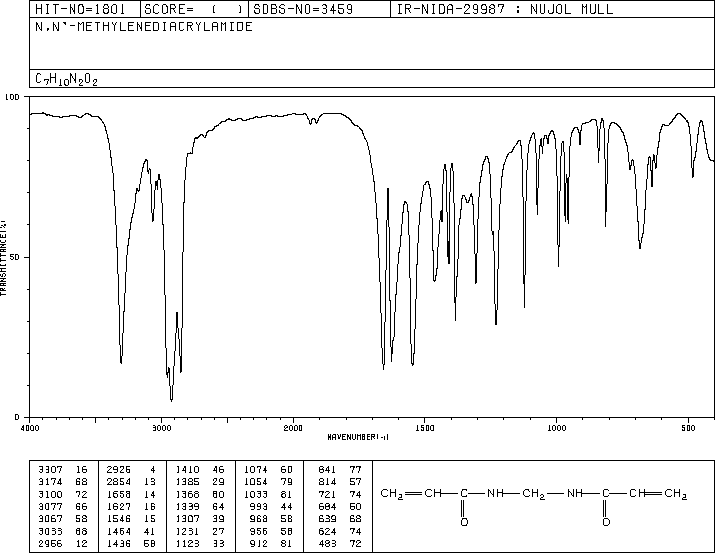 HIT-NO=1801 SCORE= ( ) SDBS-NO=3459 IR-NIDA-29987 : NUJOL MULL
N,N'-METHYLENEDIACRYLAMIDE
C7H10N2O2
100
50
0
TRANSMITTANCE(%)
4000 3000 2000 1500 1000 500
WAVENUMBER(-1)
3307 16 2926 4 1410 46 1074 60 841 77
3174 68 2854 13 1385 29 1054 79 814 57
3100 72 1658 14 1368 80 1033 81 721 74
3077 66 1627 16 1339 64 993 44 684 50
3067 58 1546 15 1307 39 968 58 639 68
3033 68 1464 41 1231 27 956 58 624 74
2956 12 1436 58 1123 33 912 81 483 72
CH2=CH-C-NH-CH2-NH-C-CH=CH2
O O